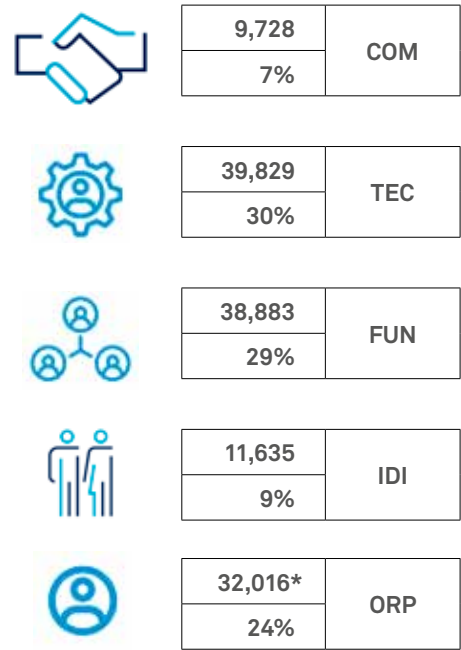 9,728
COM
7%
39,829
TEC
30%
38,883
FUN
29%
11,635
IDI
9%
32,016*
ORP
24%